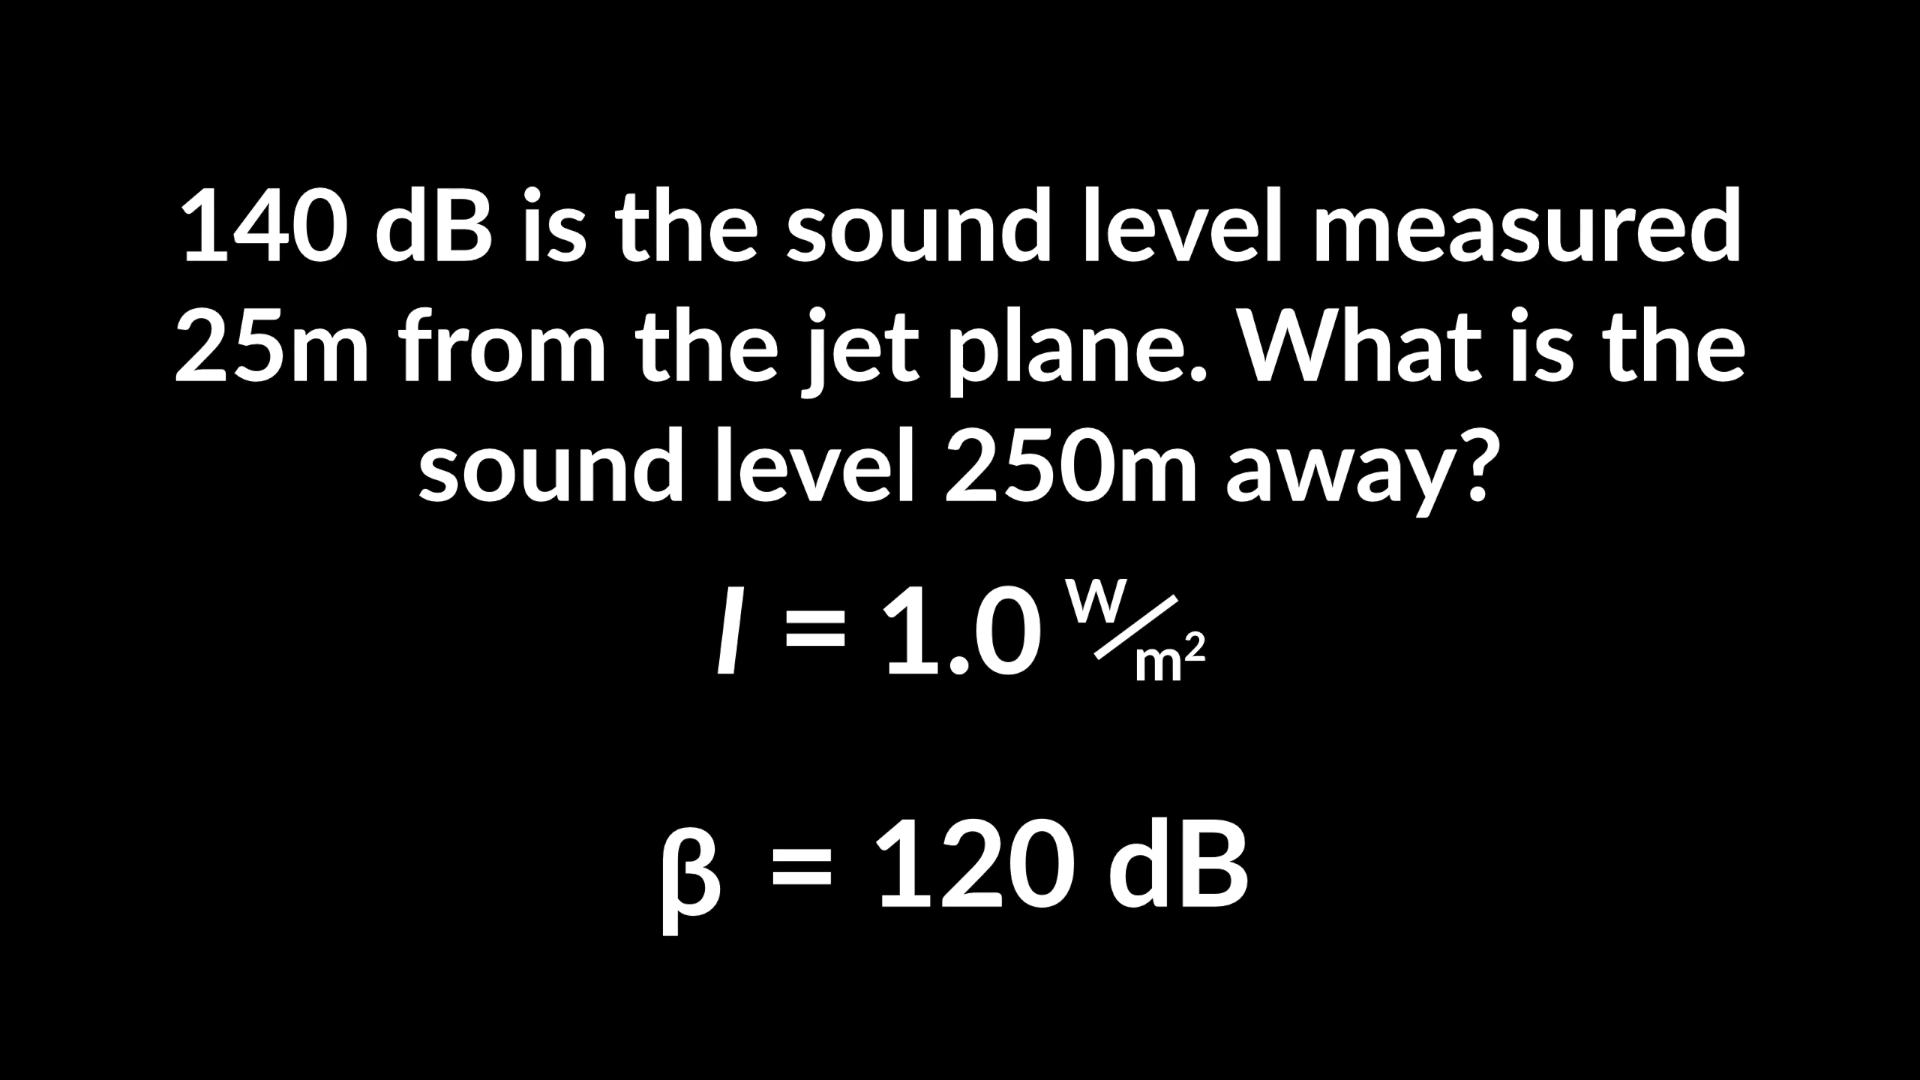 140 dB is the sound level measured
25m from the jet plane. What is the
sound level 250m away?
I = 1.0 W/m²
β = 120 dB